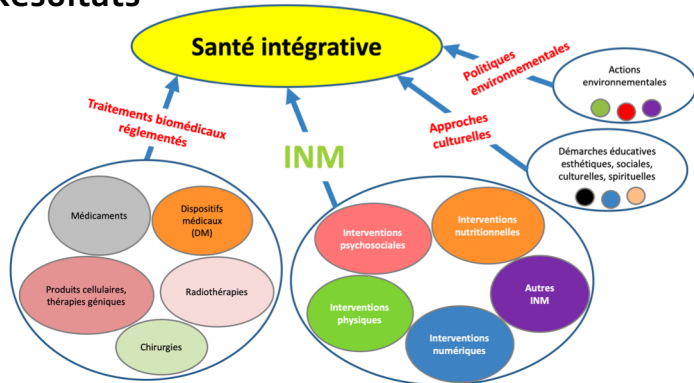 Résultats
Santé intégrative
Politiques
environnementales
Actions
environnementales
Traitements biomédicaux
réglementés
INM
Approches
culturelles
Démarches éducatives
esthétiques, sociales,
culturelles, spirituelles
Médicaments
Dispositifs
médicaux
(DM)
Produits cellulaires,
thérapies géniques
Radiothérapies
Chirurgies
Interventions
psychosociales
Interventions
nutritionnelles
Interventions
physiques
Interventions
numériques
Autres
INM